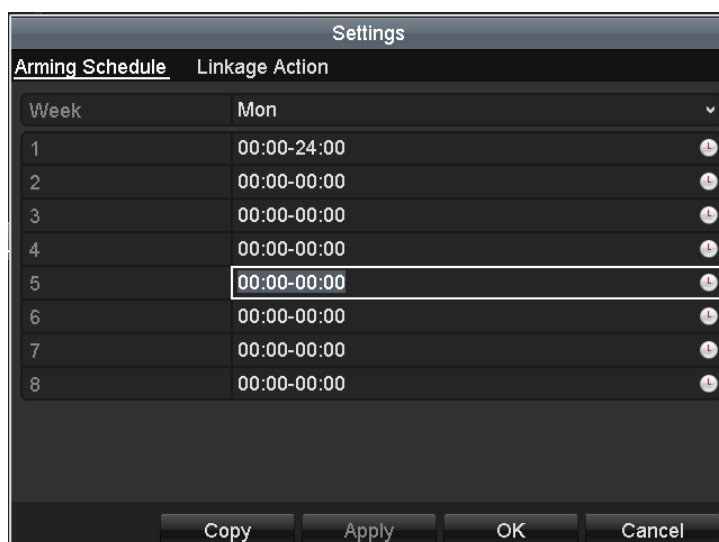 Settings
Arming Schedule Linkage Action
Week Mon
1 00:00-24:00
2 00:00-00:00
3 00:00-00:00
4 00:00-00:00
5 00:00-00:00
6 00:00-00:00
7 00:00-00:00
8 00:00-00:00
Copy Apply OK Cancel